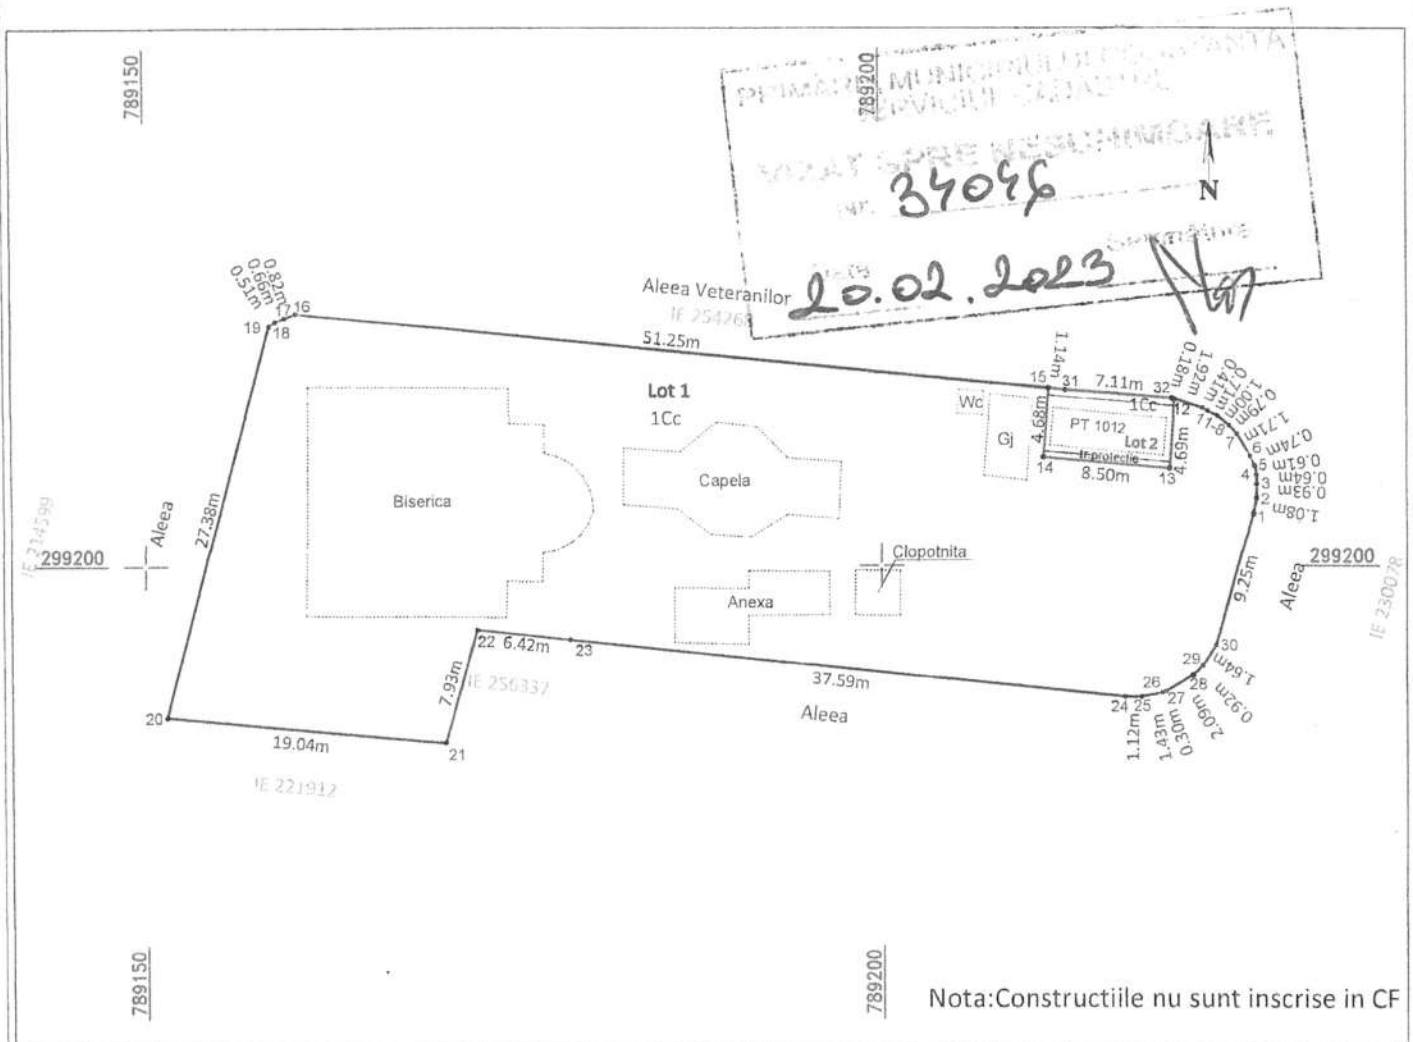 789150
789200
34046
N
20.02.2023
Aleea Veteranilor
0.82m
0.66m
0.51m
16
17
18
19
51.25m
Lot 1
1Cc
1.14m
15
31
7.11m
32
0.18m
1.92m
0.41m
0.71m
1.00m
0.79m
1.71m
0.74m
0.61m
0.64m
0.93m
1.08m
Wc
Gj
4.68m
PT 1012
1Cc
Lot 2
12
11-8
7
6
5
4
3
2
1
4.66m
14
8.50m
13
Biserica
Capela
27.38m
Aleea
IE 214599
299200
Clopotnita
Anexa
9.25m
Aleea
299200
IE 230078
22
6.42m
23
7.93m
IE 256337
37.59m
Aleea
30
29
28
27
26
25
24
1.64m
0.92m
2.09m
0.30m
1.43m
1.12m
20
19.04m
21
IE 221912
789150
789200
Nota:Constructiile nu sunt inscrise in CF